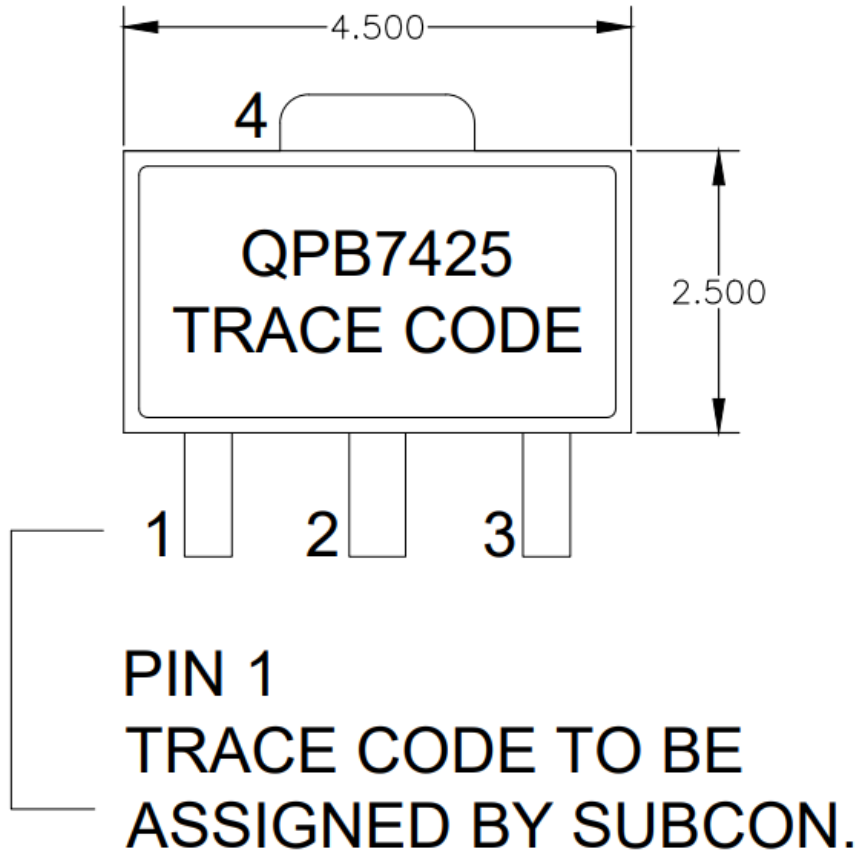 4.500
4
QPB7425
TRACE CODE
2.500
1 2 3
PIN 1
TRACE CODE TO BE
ASSIGNED BY SUBCON.